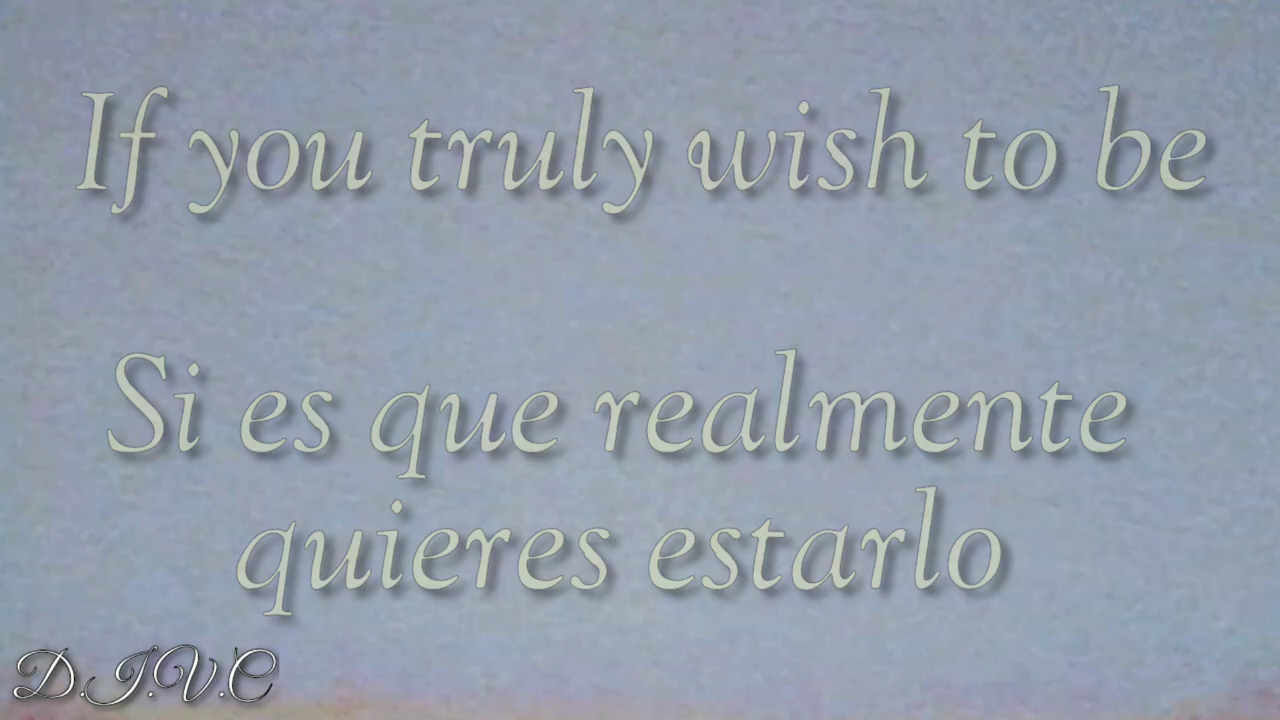 If you truly wish to be
Si es que realmente
quieres estarlo
D.I.V.C